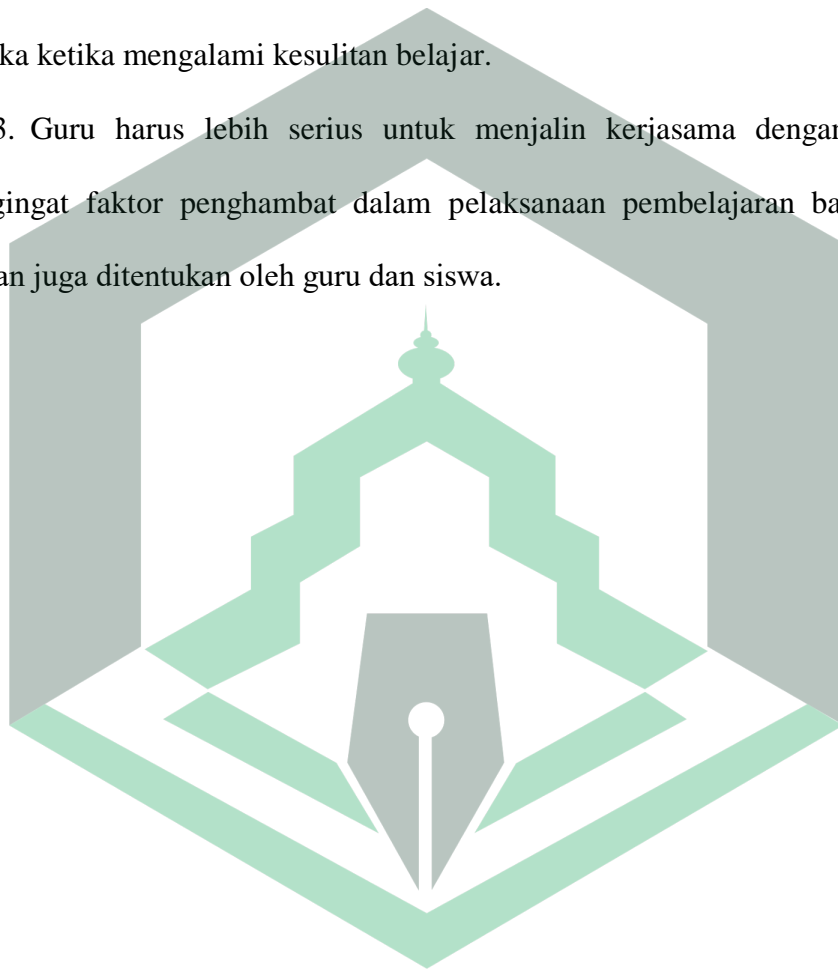 ka ketika mengalami kesulitan belajar.
3. Guru harus lebih serius untuk menjalin kerjasama dengan
gingat faktor penghambat dalam pelaksanaan pembelajaran ba
an juga ditentukan oleh guru dan siswa.